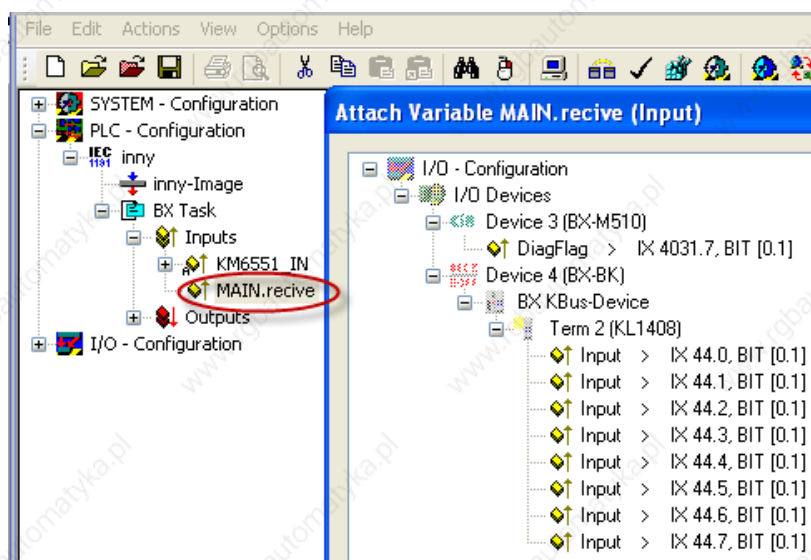 File Edit Actions View Options Help
SYSTEM - Configuration
PLC - Configuration
IEC 1131 inny
inny-Image
BX Task
Inputs
KM6551_IN
MAIN.recive
Outputs
I/O - Configuration
Attach Variable MAIN.recive (Input)
I/O - Configuration
I/O Devices
Device 3 (BX-M510)
DiagFlag > IX 4031.7, BIT [0.1]
Device 4 (BX-BK)
BX KBus-Device
Term 2 (KL1408)
Input > IX 44.0, BIT [0.1]
Input > IX 44.1, BIT [0.1]
Input > IX 44.2, BIT [0.1]
Input > IX 44.3, BIT [0.1]
Input > IX 44.4, BIT [0.1]
Input > IX 44.5, BIT [0.1]
Input > IX 44.6, BIT [0.1]
Input > IX 44.7, BIT [0.1]